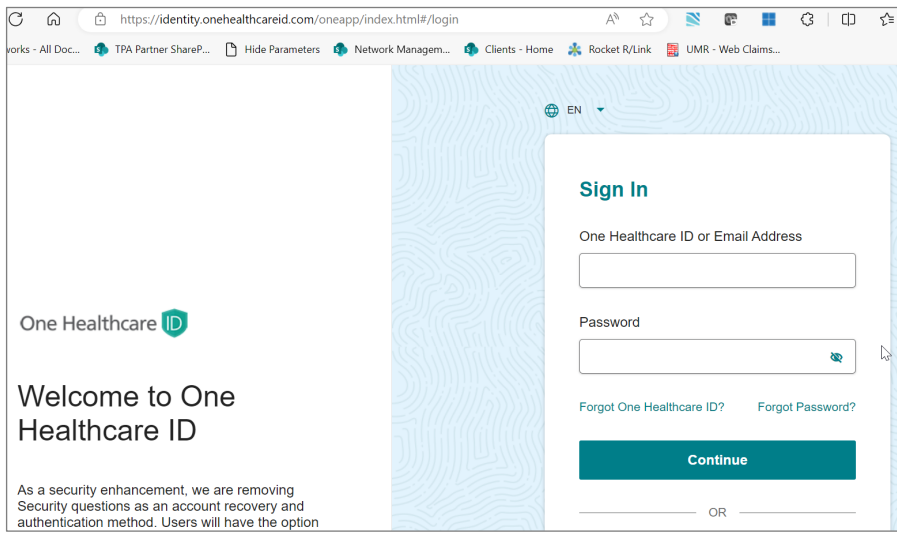 https://identity.onehealthcareid.com/oneapp/index.html#/login
works - All Doc... TPA Partner ShareP... Hide Parameters Network Managem... Clients - Home Rocket R/Link UMR - Web Claims...
EN
Sign In
One Healthcare ID or Email Address
Password
Forgot One Healthcare ID? Forgot Password?
Continue
OR
One Healthcare ID
Welcome to One
Healthcare ID
As a security enhancement, we are removing
Security questions as an account recovery and
authentication method. Users will have the option